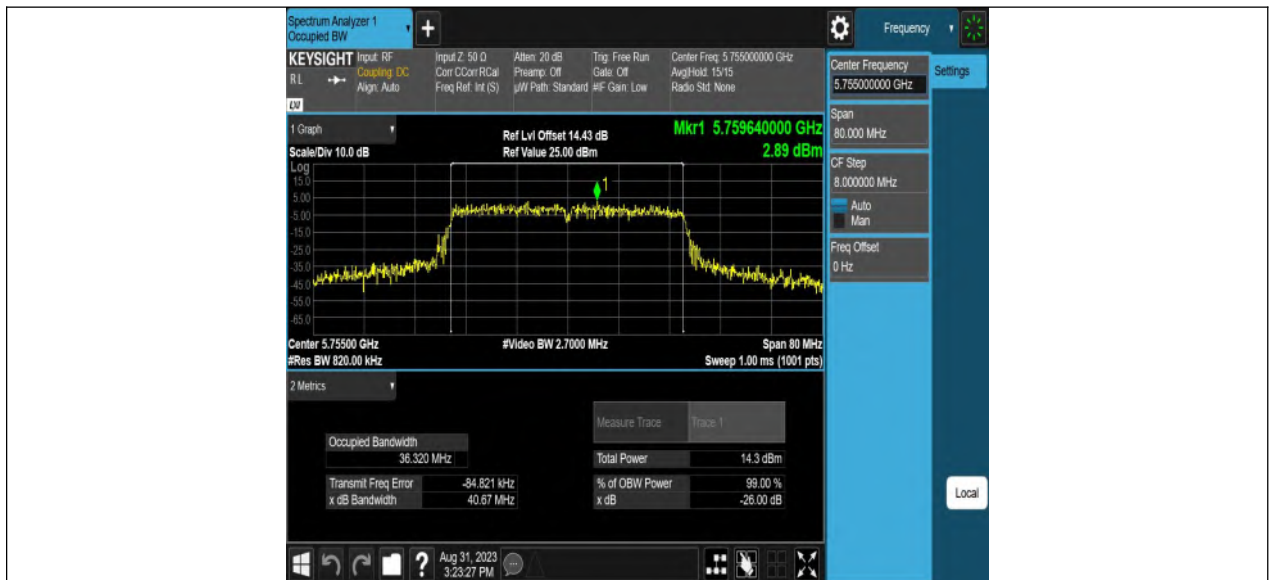 Spectrum Analyzer 1
Occupied BW
+
Frequency
KEYSIGHT Input: RF Input Z: 50 Ω Atten: 20 dB Trig: Free Run Center Freq: 5.755000000 GHz
RL Coupling: DC Corr CCorr RCal Preamp: Off Gate: Off Avg|Hold: 15/15
Align: Auto Freq Ref: Int (S) µW Path: Standard #IF Gain: Low Radio Std: None
LXI
Center Frequency
5.755000000 GHz
Settings
Span
80.000 MHz
CF Step
8.000000 MHz
Auto
Man
Freq Offset
0 Hz
Local
1 Graph
Ref Lvl Offset 14.43 dB
Mkr1 5.759640000 GHz
Scale/Div 10.0 dB
Ref Value 25.00 dBm
2.89 dBm
Log
15.0
5.00
-5.00
-15.0
-25.0
-35.0
-45.0
-55.0
-65.0
1
Center 5.75500 GHz #Video BW 2.7000 MHz Span 80 MHz
#Res BW 820.00 kHz Sweep 1.00 ms (1001 pts)
2 Metrics
Measure Trace Trace 1
Occupied Bandwidth
36.320 MHz
Total Power 14.3 dBm
Transmit Freq Error -84.821 kHz % of OBW Power 99.00 %
x dB Bandwidth 40.67 MHz x dB -26.00 dB
?
Aug 31, 2023
3:23:27 PM